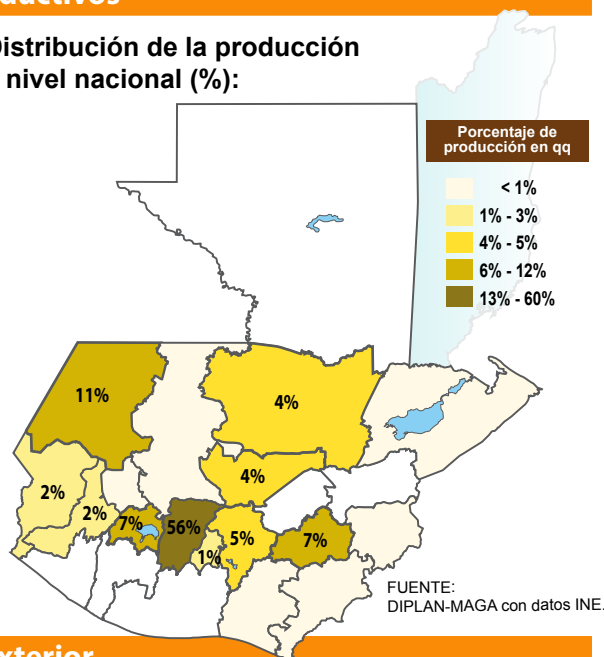 Distribución de la producción
nivel nacional (%):
Porcentaje de
producción en qq
< 1%
1% - 3%
4% - 5%
6% - 12%
13% - 60%
11%
4%
4%
2%
2%
7%
56%
5%
7%
1%
FUENTE:
DIPLAN-MAGA con datos INE.